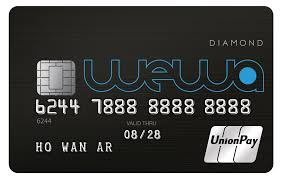 DIAMOND
wewa
6244 7888 8888 8888
6244
VALID THRU
08/28
HO WAN AR
UnionPay